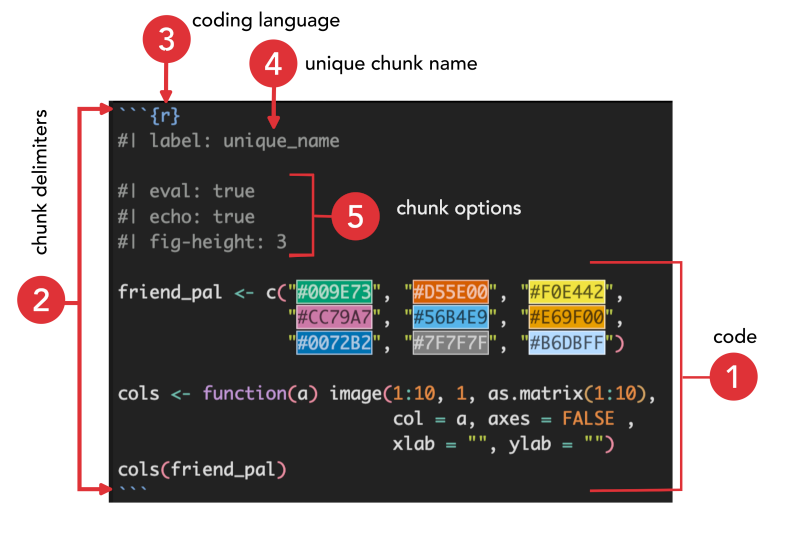 coding language
3
4
unique chunk name
chunk delimiters
```{r}
#| label: unique_name
#| eval: true
#| echo: true
#| fig-height: 3
5
chunk options
2
friend_pal <- c("#009E73", "#D55E00", "#F0E442",
"#CC79A7", "#56B4E9", "#E69F00",
"#0072B2", "#7F7F7F", "#B6DBFF")
code
1
cols <- function(a) image(1:10, 1, as.matrix(1:10),
col = a, axes = FALSE ,
xlab = "", ylab = "")
cols(friend_pal)
```